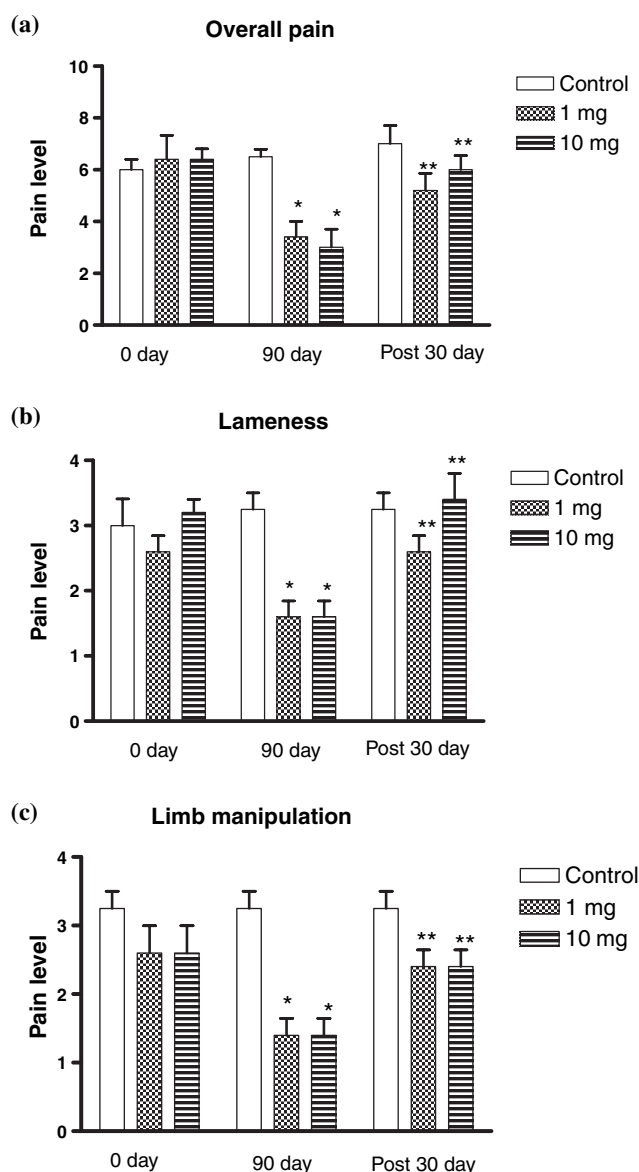 (a) Overall pain
10
8
6
4
2
0
Pain level
Control
1 mg
10 mg
* * ** **
0 day 90 day Post 30 day
(b) Lameness
4
3
2
1
0
Pain level
Control
1 mg
10 mg
* * ** **
0 day 90 day Post 30 day
(c) Limb manipulation
4
3
2
1
0
Pain level
Control
1 mg
10 mg
* * ** **
0 day 90 day Post 30 day